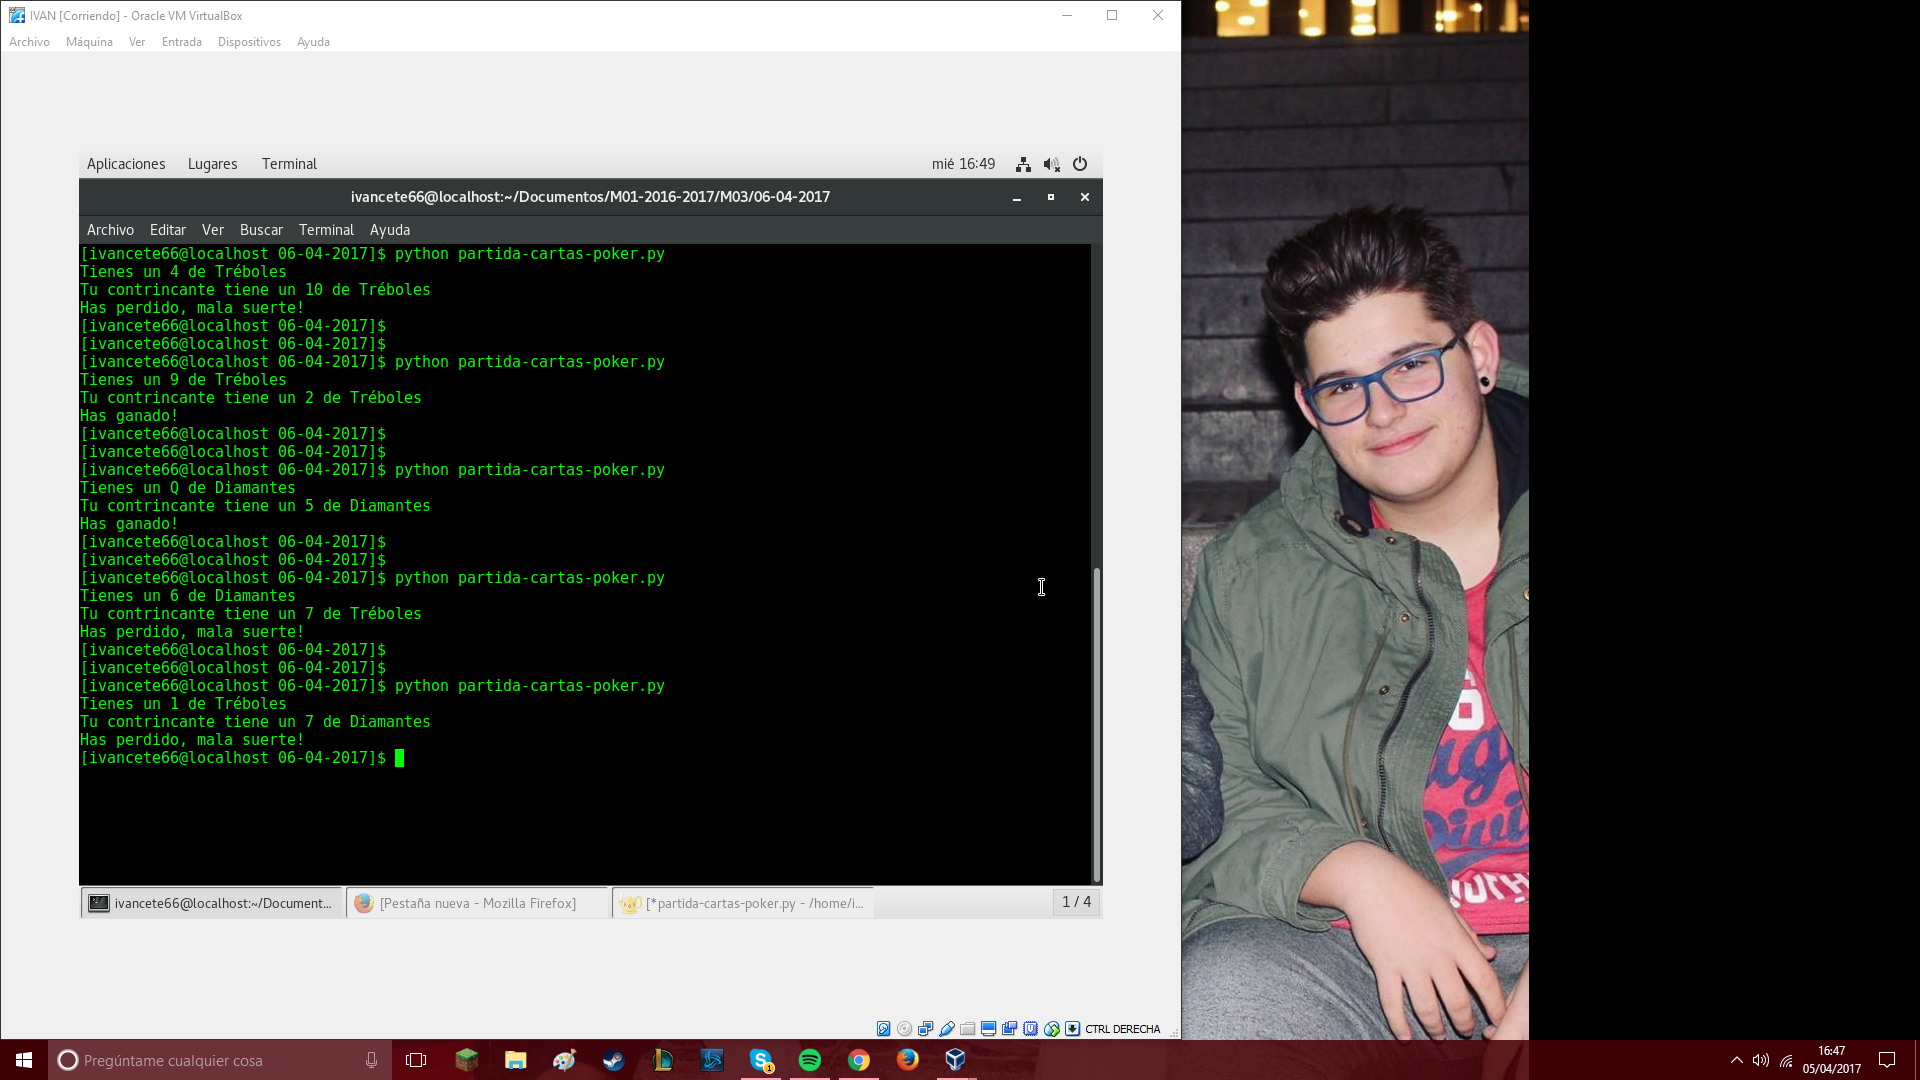 IVAN [Corriendo] - Oracle VM VirtualBox
Archivo Máquina Ver Entrada Dispositivos Ayuda
Aplicaciones Lugares Terminal mié 16:49
ivancete66@localhost:~/Documentos/M01-2016-2017/M03/06-04-2017
Archivo Editar Ver Buscar Terminal Ayuda
[ivancete66@localhost 06-04-2017]$ python partida-cartas-poker.py
Tienes un 4 de Tréboles
Tu contrincante tiene un 10 de Tréboles
Has perdido, mala suerte!
[ivancete66@localhost 06-04-2017]$
[ivancete66@localhost 06-04-2017]$
[ivancete66@localhost 06-04-2017]$ python partida-cartas-poker.py
Tienes un 9 de Tréboles
Tu contrincante tiene un 2 de Tréboles
Has ganado!
[ivancete66@localhost 06-04-2017]$
[ivancete66@localhost 06-04-2017]$
[ivancete66@localhost 06-04-2017]$ python partida-cartas-poker.py
Tienes un Q de Diamantes
Tu contrincante tiene un 5 de Diamantes
Has ganado!
[ivancete66@localhost 06-04-2017]$
[ivancete66@localhost 06-04-2017]$
[ivancete66@localhost 06-04-2017]$ python partida-cartas-poker.py
Tienes un 6 de Diamantes
Tu contrincante tiene un 7 de Tréboles
Has perdido, mala suerte!
[ivancete66@localhost 06-04-2017]$
[ivancete66@localhost 06-04-2017]$
[ivancete66@localhost 06-04-2017]$ python partida-cartas-poker.py
Tienes un 1 de Tréboles
Tu contrincante tiene un 7 de Diamantes
Has perdido, mala suerte!
[ivancete66@localhost 06-04-2017]$
ivancete66@localhost:~/Document... [Pestaña nueva - Mozilla Firefox] [*partida-cartas-poker.py - /home/i... 1 / 4
CTRL DERECHA
Pregúntame cualquier cosa
16:47
05/04/2017